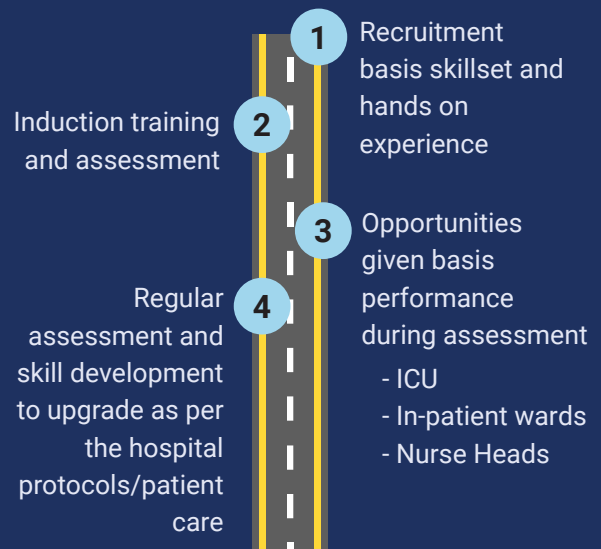 1
Recruitment
basis skillset and
hands on
experience
2
Induction training
and assessment
3
Opportunities
given basis
performance
during assessment
- ICU
- In-patient wards
- Nurse Heads
4
Regular
assessment and
skill development
to upgrade as per
the hospital
protocols/patient
care